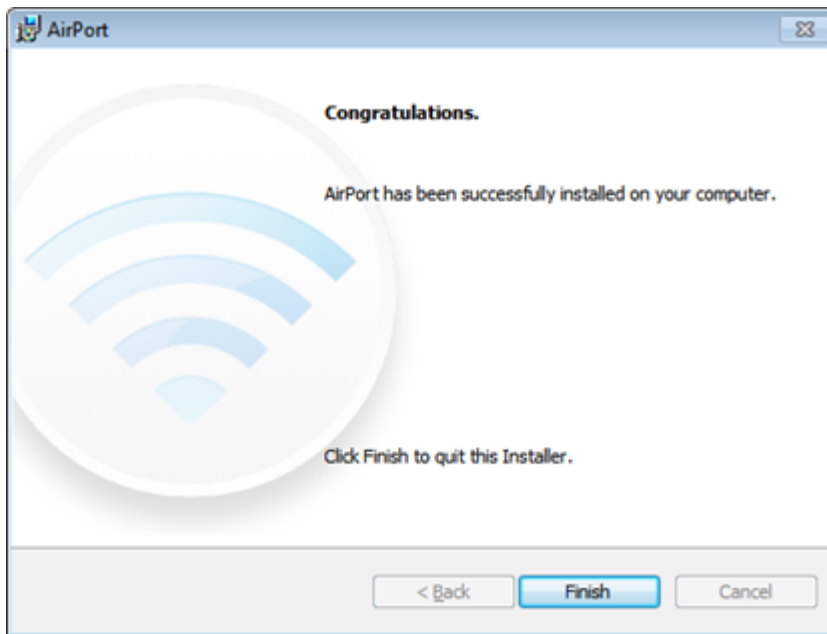 AirPort
Congratulations.
AirPort has been successfully installed on your computer.
Click Finish to quit this Installer.
< Back
Finish
Cancel